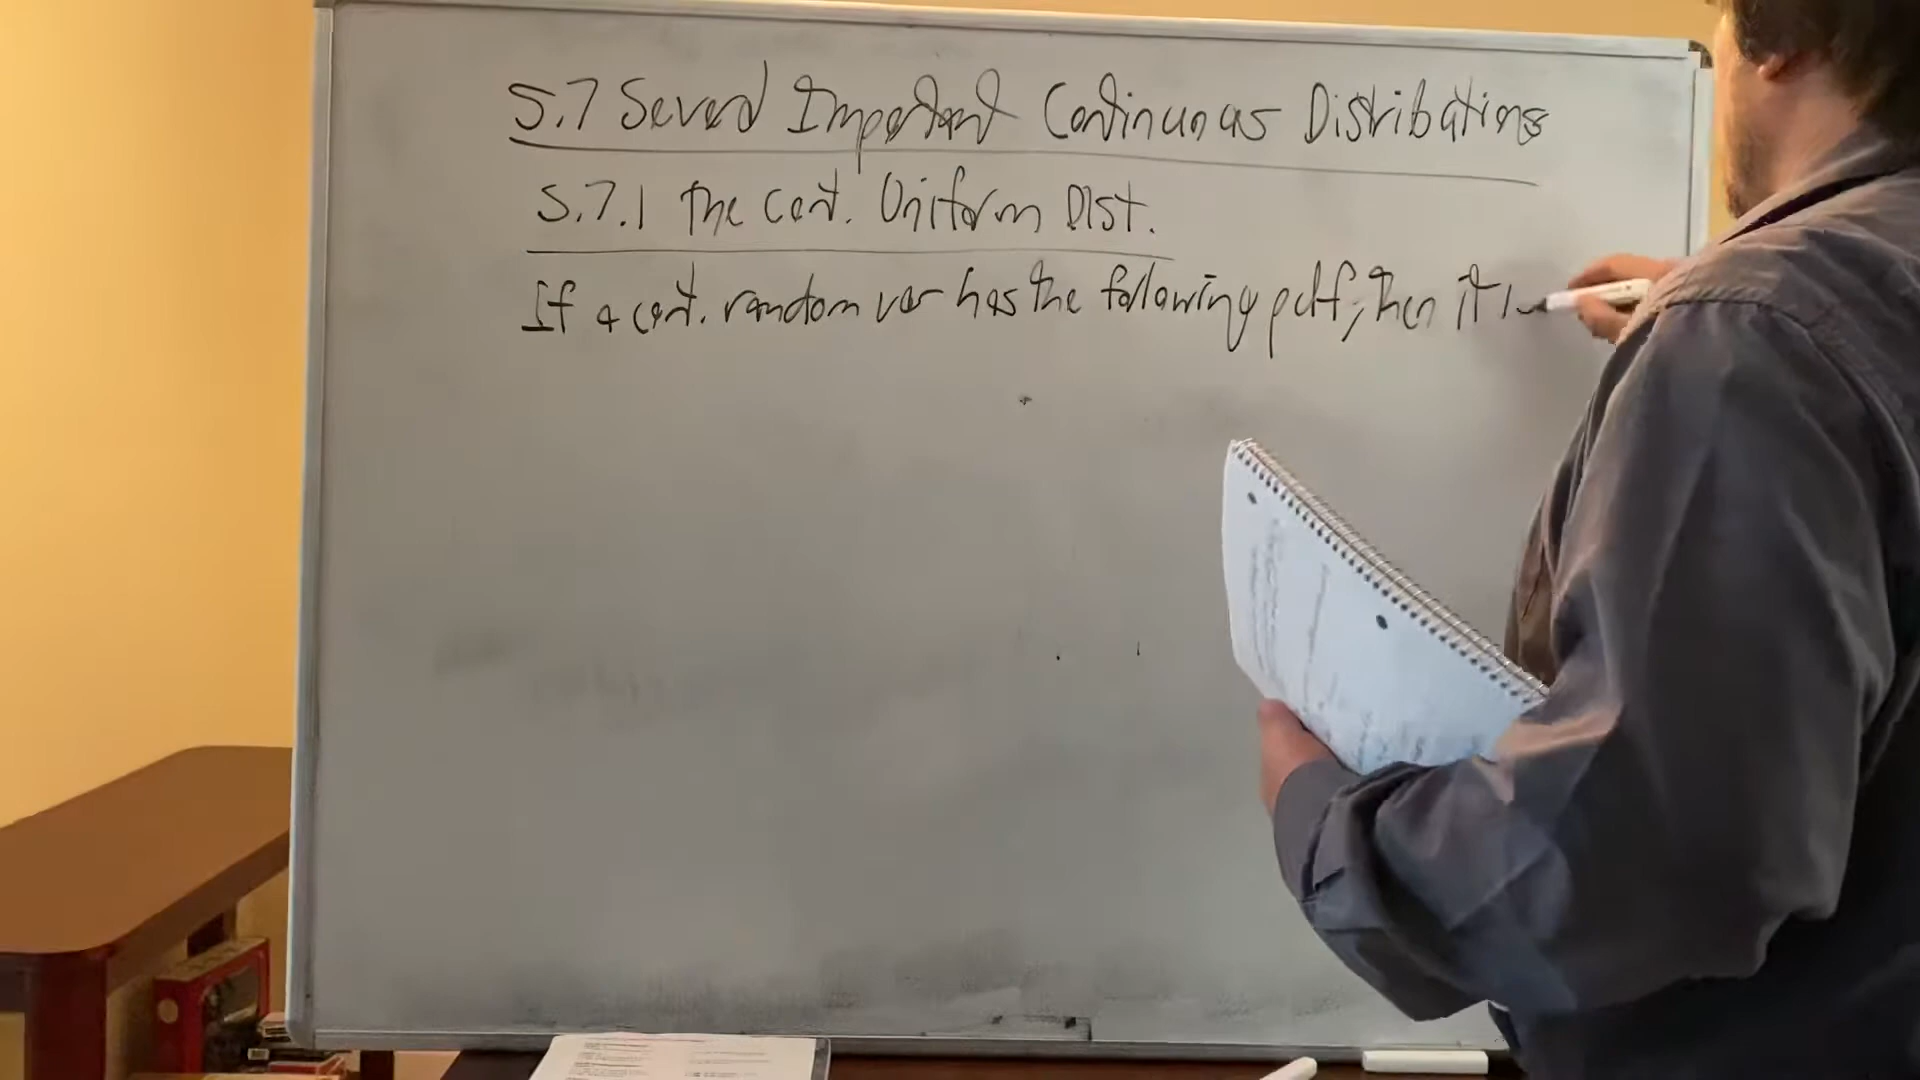 5.7 Several Important Continuous Distributions
5.7.1 The cont. Uniform Dist.
If a cont. random var has the following pdf, then it is